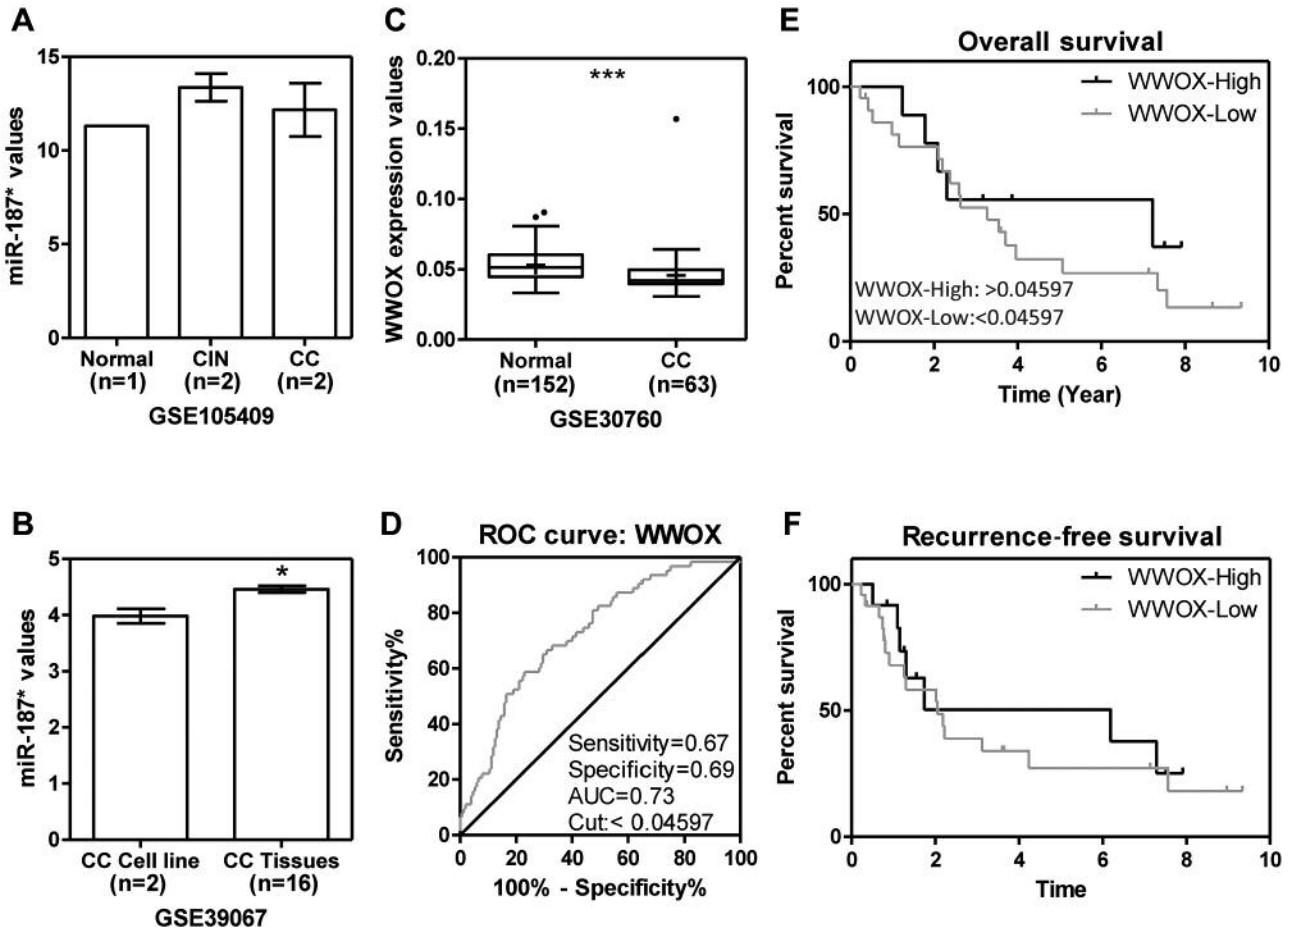 A
15
10
5
0
miR-187* values
Normal
(n=1)
CIN
(n=2)
CC
(n=2)
GSE105409
C
0.20
0.15
0.10
0.05
0.00
WWOX expression values
***
Normal
(n=152)
CC
(n=63)
GSE30760
E
Overall survival
WWOX-High
WWOX-Low
100
50
0
Percent survival
WWOX-High: >0.04597
WWOX-Low:<0.04597
0 2 4 6 8 10
Time (Year)
B
5
4
3
2
1
0
miR-187* values
*
CC Cell line
(n=2)
CC Tissues
(n=16)
GSE39067
D
ROC curve: WWOX
100
80
60
40
20
0
Sensitivity%
Sensitivity=0.67
Specificity=0.69
AUC=0.73
Cut:< 0.04597
0 20 40 60 80 100
100% - Specificity%
F
Recurrence-free survival
WWOX-High
WWOX-Low
100
50
0
Percent survival
0 2 4 6 8 10
Time